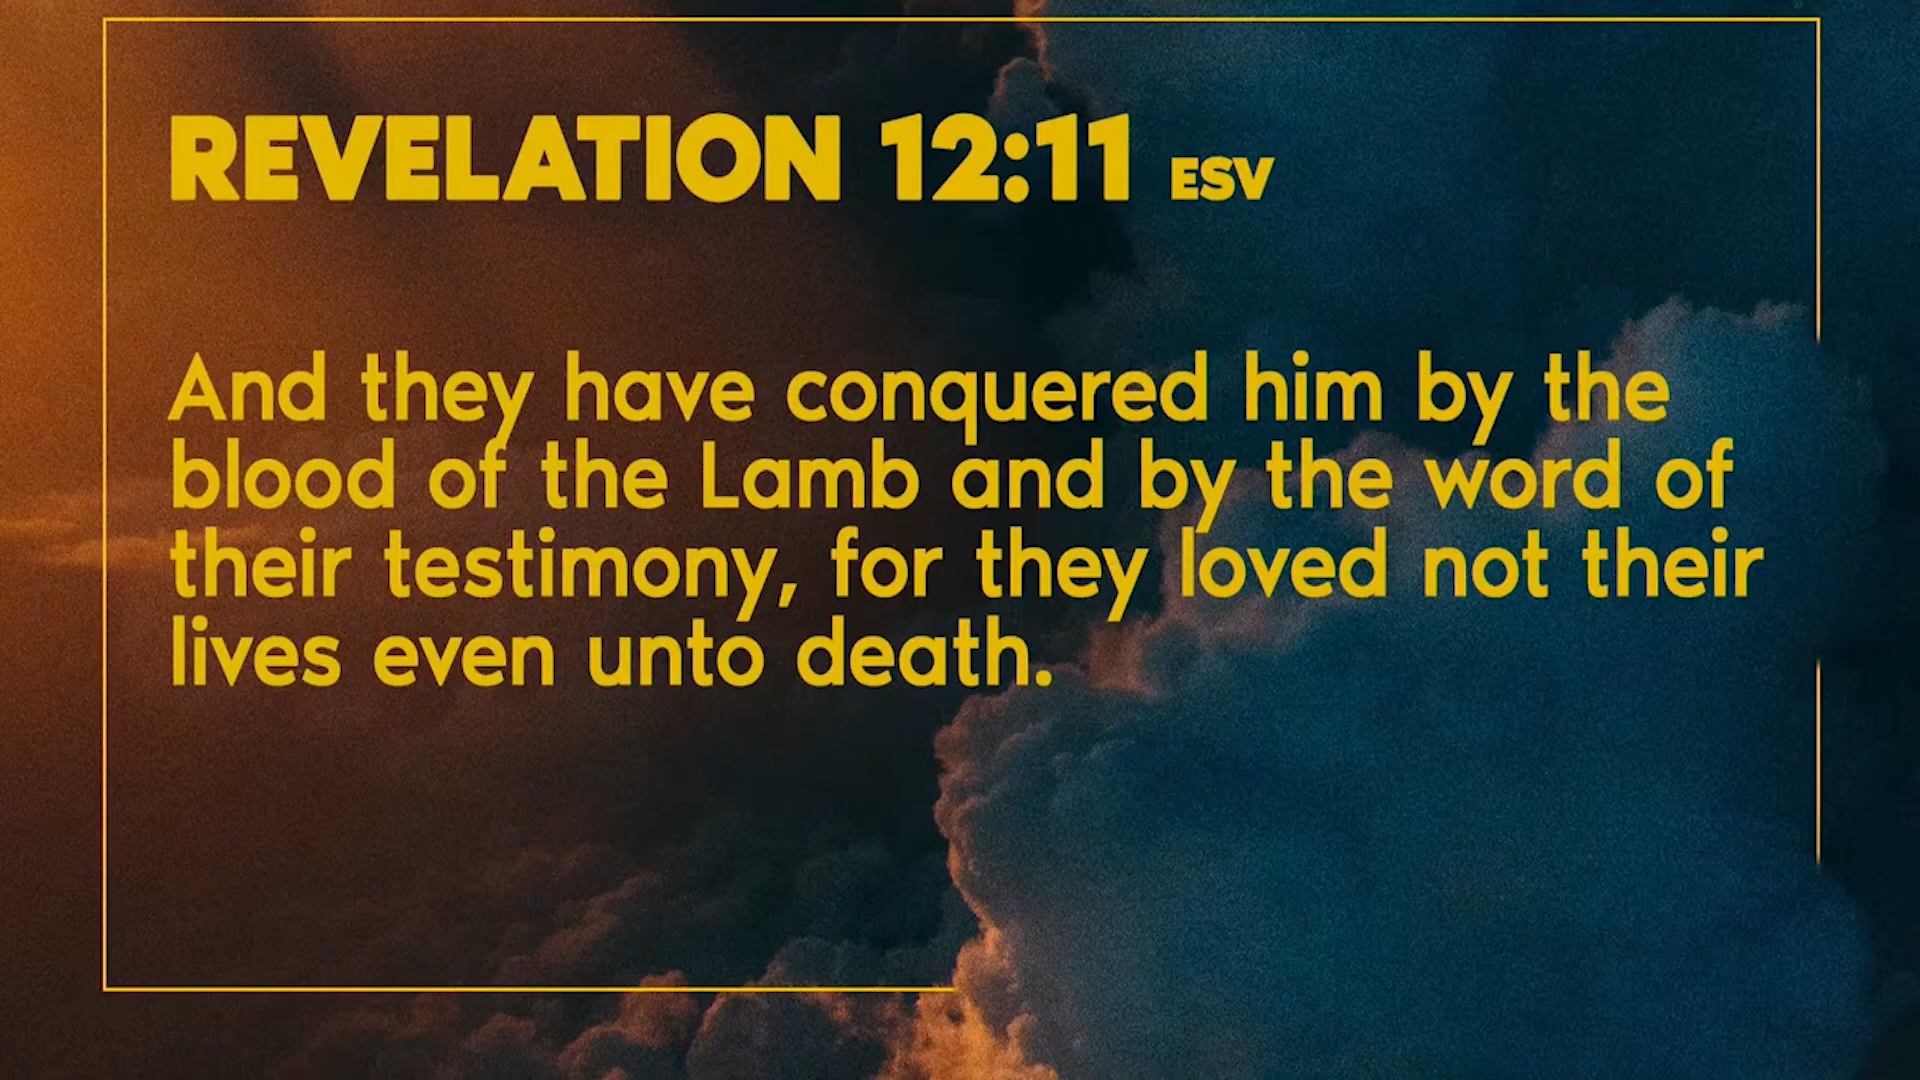 REVELATION 12:11 ESV
And they have conquered him by the
blood of the Lamb and by the word of
their testimony, for they loved not their
lives even unto death.